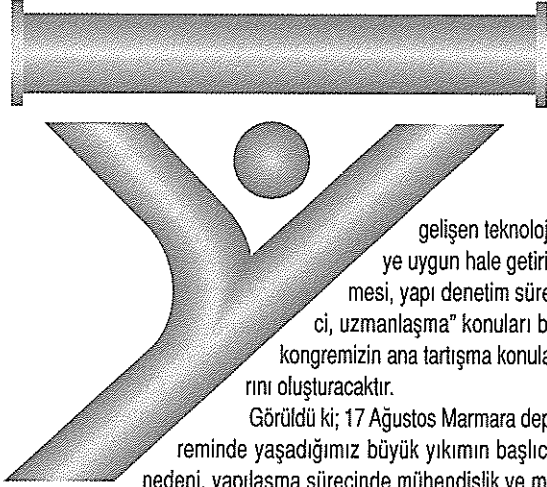 gelişen teknoloj
ye uygun hale getiri
mesi, yapı denetim süre
ci, uzmanlaşma” konuları b
kongremizin ana tartışma konula
rını oluşturacaktır.
Görüldü ki; 17 Ağustos Marmara dep
reminde yaşadığımız büyük yıkımın başlıc
nedeni, yapılaşma sürecinde mühendislik ve m